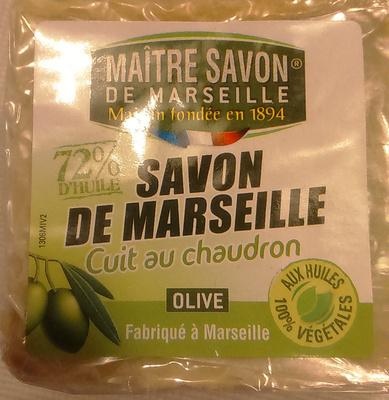 MAÎTRE SAVON®
DE MARSEILLE
Maison fondée en 1894
72%
D'HUILE
SAVON
DE MARSEILLE
Cuit au chaudron
OLIVE
Fabriqué à Marseille
AUX HUILES
100% VÉGÉTALES
1306MIV2